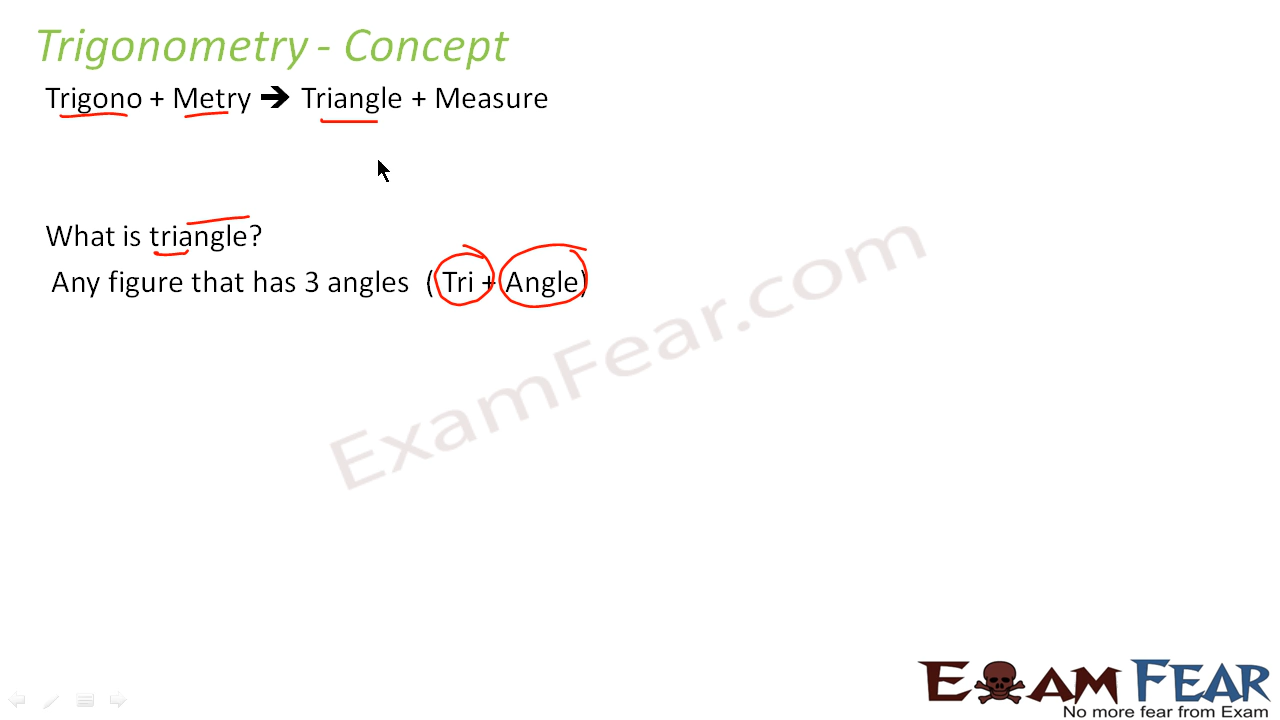 Trigonometry - Concept
Trigono + Metry ➔ Triangle + Measure
What is triangle?
Any figure that has 3 angles ( Tri + Angle)
ExamFear.com
EXAM FEAR
No more fear from Exam